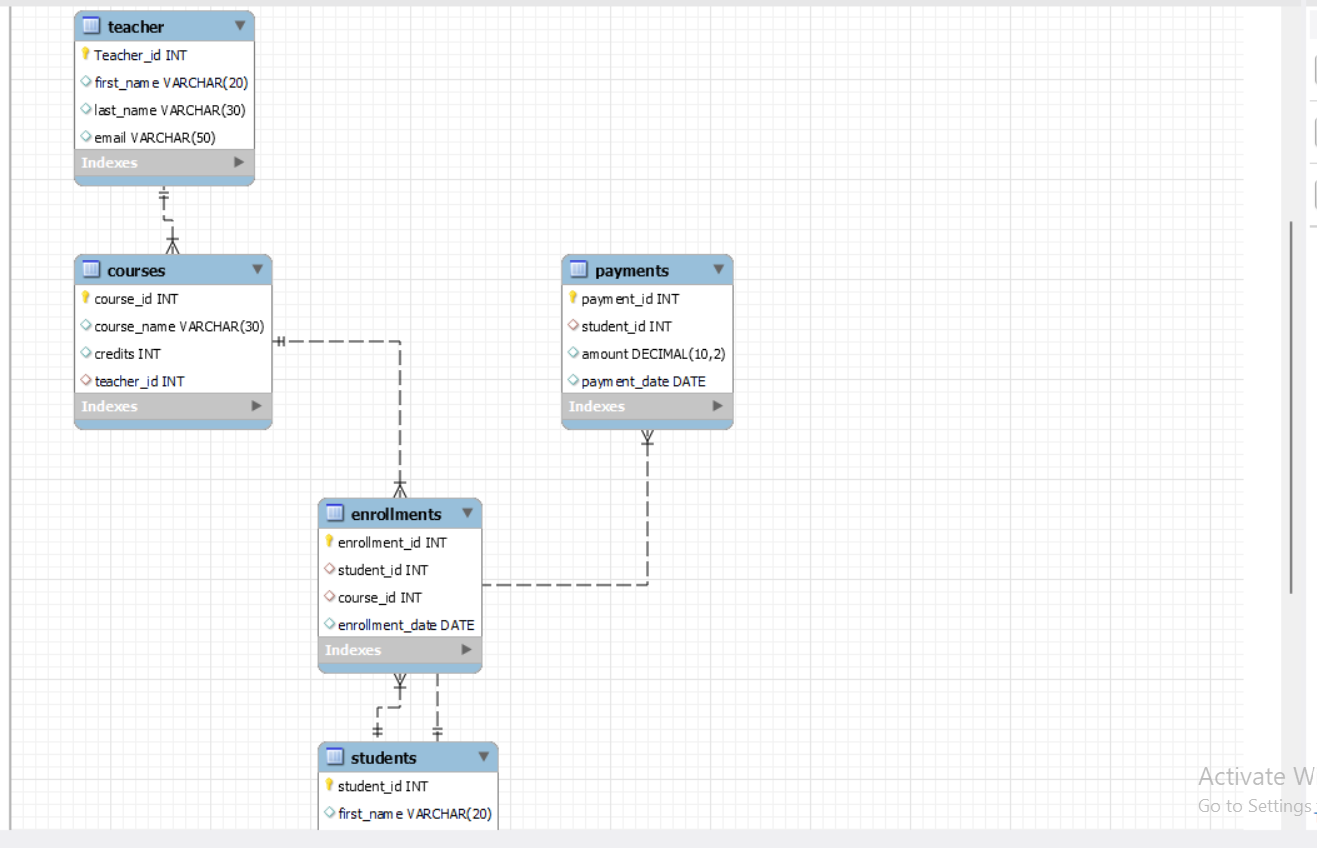 teacher
Teacher_id INT
first_name VARCHAR(20)
last_name VARCHAR(30)
email VARCHAR(50)
Indexes
courses
course_id INT
course_name VARCHAR(30)
credits INT
teacher_id INT
Indexes
payments
payment_id INT
student_id INT
amount DECIMAL(10,2)
payment_date DATE
Indexes
enrollments
enrollment_id INT
student_id INT
course_id INT
enrollment_date DATE
Indexes
students
student_id INT
first_name VARCHAR(20)
Activate W
Go to Settings